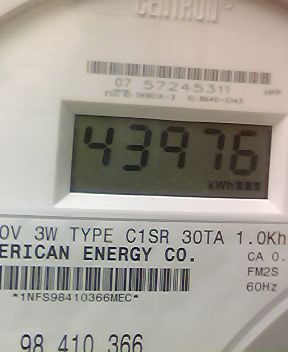 CENTRON®
07 57245311
43976
kWh
0V 3W TYPE C1SR 30TA 1.0Kh
ERICAN ENERGY CO.
CA 0.
FM2S
60Hz
*1NFS98410366MEC*
98 410 366